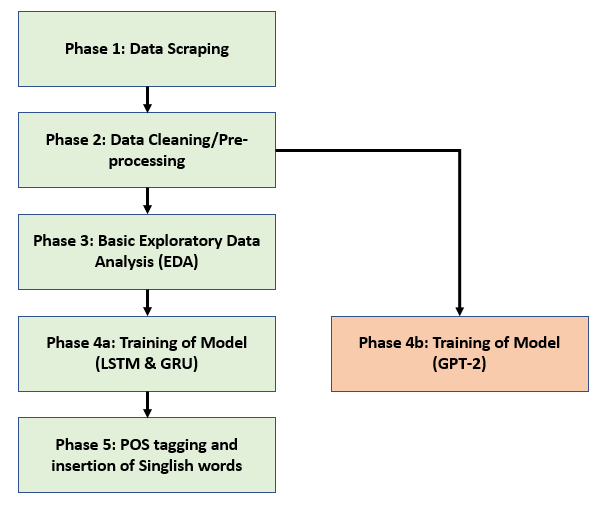 Phase 1: Data Scraping
Phase 2: Data Cleaning/Pre-
processing
Phase 3: Basic Exploratory Data
Analysis (EDA)
Phase 4a: Training of Model
(LSTM & GRU)
Phase 4b: Training of Model
(GPT-2)
Phase 5: POS tagging and
insertion of Singlish words